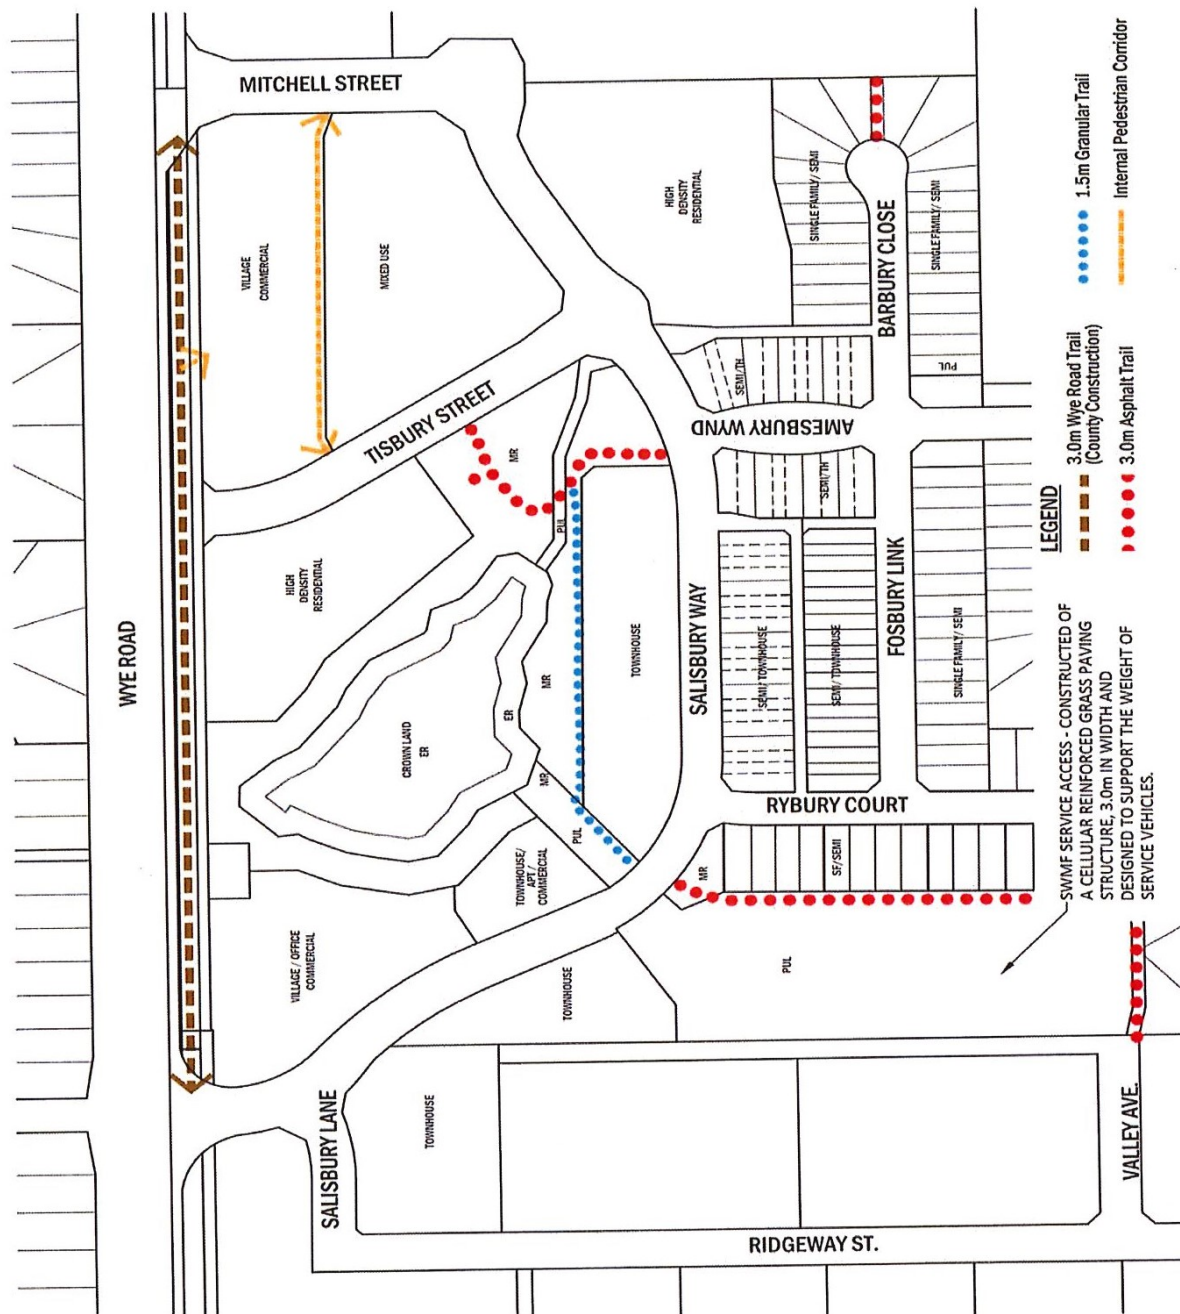 WYE ROAD
MITCHELL STREET
VILLAGE
COMMERCIAL
MIXED USE
TISBURY STREET
HIGH
DENSITY
RESIDENTIAL
HIGH
DENSITY
RESIDENTIAL
MR
PUL
CROWN LAND
ER
ER
MR
MR
PUL
TOWNHOUSE
TOWNHOUSE/
APT /
COMMERCIAL
VILLAGE / OFFICE
COMMERCIAL
TOWNHOUSE
TOWNHOUSE
SALISBURY LANE
SALISBURY WAY
SEMI/TH
AMESBURY WYND
SEMI/TH
SINGLE FAMILY/ SEMI
BARBURY CLOSE
SINGLE FAMILY/ SEMI
PUL
SEMI/ TOWNHOUSE
SEMI/ TOWNHOUSE
FOSBURY LINK
SINGLE FAMILY/ SEMI
RYBURY COURT
MR
SF/SEMI
PUL
VALLEY AVE.
RIDGEWAY ST.
SWMF SERVICE ACCESS - CONSTRUCTED OF
A CELLULAR REINFORCED GRASS PAVING
STRUCTURE, 3.0m IN WIDTH AND
DESIGNED TO SUPPORT THE WEIGHT OF
SERVICE VEHICLES.
LEGEND
3.0m Wye Road Trail
(County Construction)
3.0m Asphalt Trail
1.5m Granular Trail
Internal Pedestrian Corridor